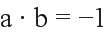 a · b = −1